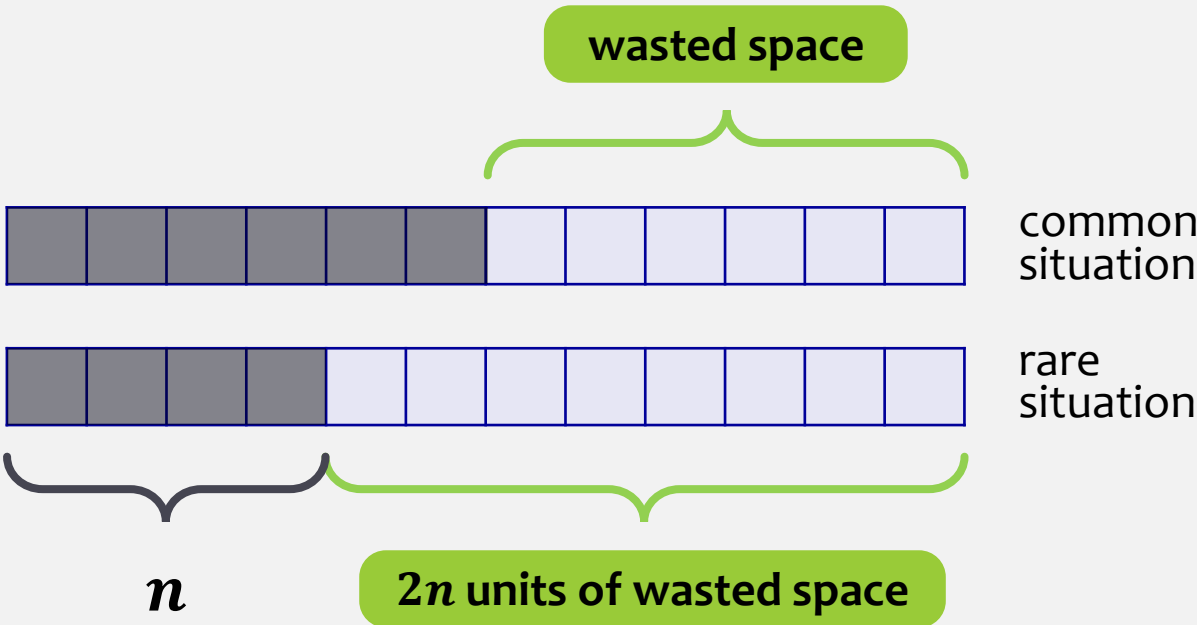 wasted space
common
situation
rare
situation
n
2n units of wasted space